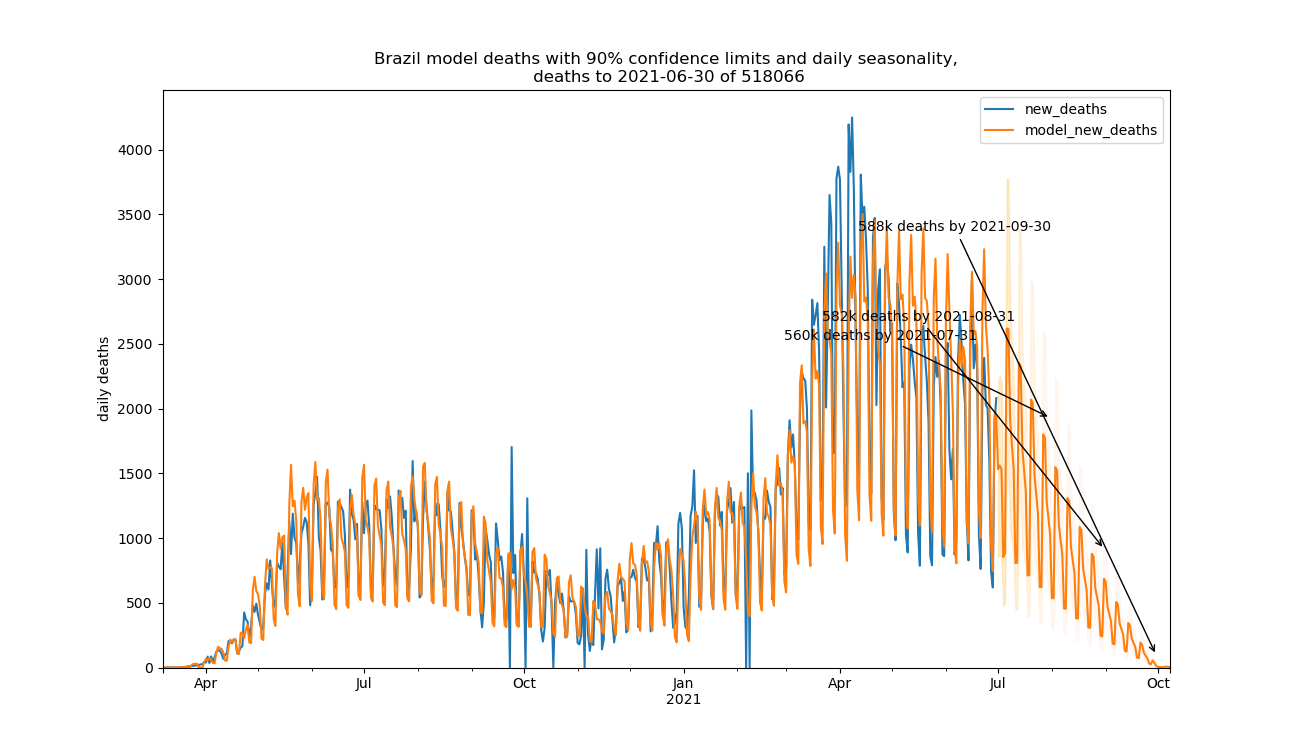 Brazil model deaths with 90% confidence limits and daily seasonality,
deaths to 2021-06-30 of 518066
new_deaths
model_new_deaths
4000
3500
3000
2500
2000
1500
1000
500
0
daily deaths
588k deaths by 2021-09-30
582k deaths by 2021-08-31
560k deaths by 2021-07-31
Apr
Jul
Oct
Jan
2021
Apr
Jul
Oct